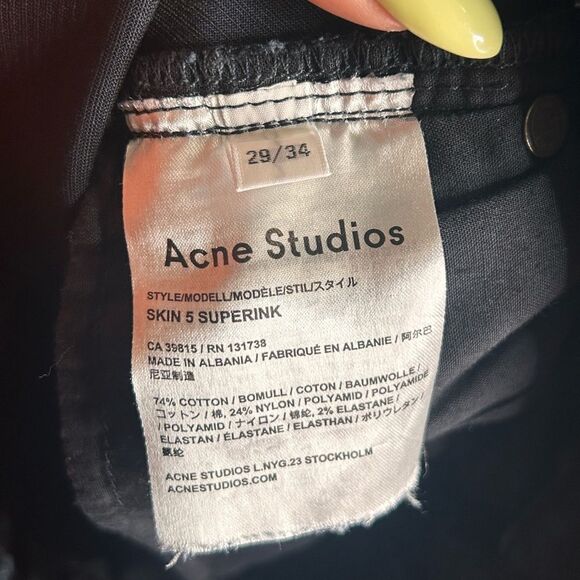 29/34
Acne Studios
STYLE/MODELL/MODÈLE/STIL/スタイル
SKIN 5 SUPERINK
CA 39815 / RN 131738
MADE IN ALBANIA / FABRIQUÉ EN ALBANIE / 阿尔巴
尼亚制造
74% COTTON / BOMULL / COTON / BAUMWOLLE /
コットン / 棉, 24% NYLON / POLYAMID / POLYAMIDE
/ POLYAMID / ナイロン / 锦纶, 2% ELASTANE /
ELASTAN / ÉLASTANE / ELASTHAN / ポリウレタン /
氨纶
ACNE STUDIOS L.NYG.23 STOCKHOLM
ACNESTUDIOS.COM